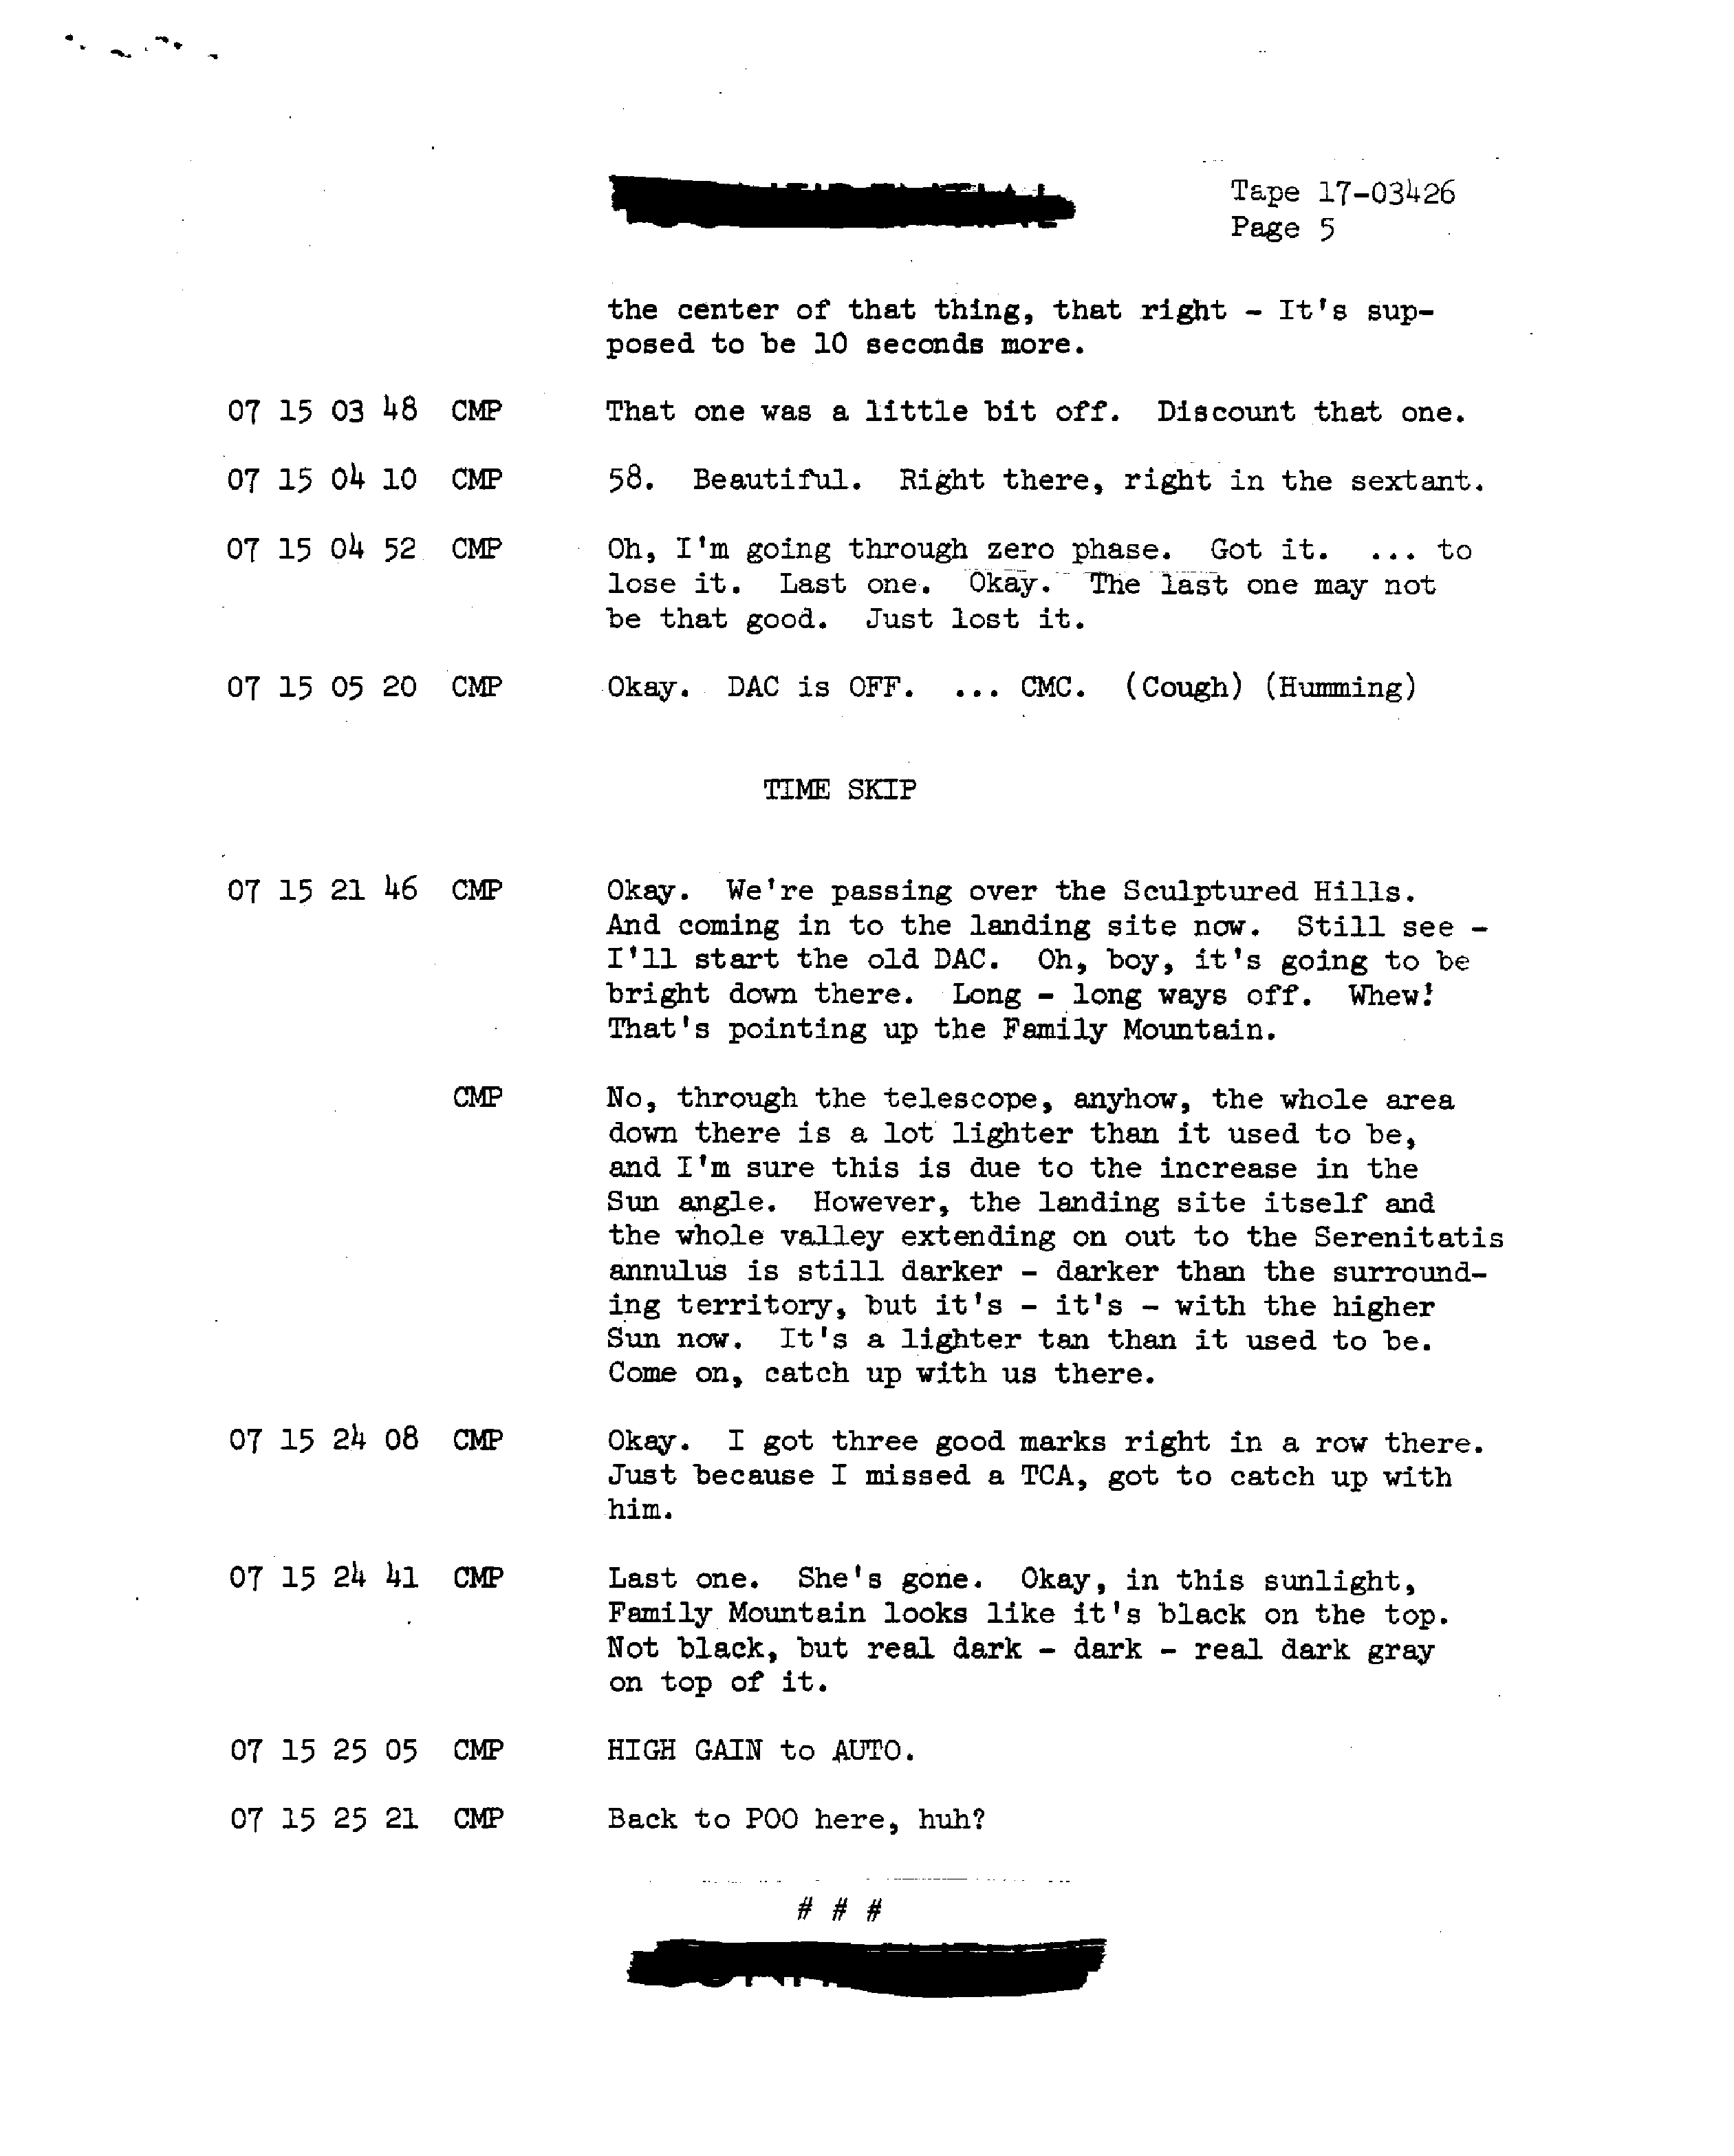 Tape 17-03426
Page 5
the center of that thing, that right - It's sup-
posed to be 10 seconds more.
07 15 03 48 CMP That one was a little bit off. Discount that one.
07 15 04 10 CMP 58. Beautiful. Right there, right in the sextant.
07 15 04 52 CMP Oh, I'm going through zero phase. Got it. ... to
lose it. Last one. Okay. The last one may not
be that good. Just lost it.
07 15 05 20 CMP Okay. DAC is OFF. ... CMC. (Cough) (Humming)
TIME SKIP
07 15 21 46 CMP Okay. We're passing over the Sculptured Hills.
And coming in to the landing site now. Still see -
I'll start the old DAC. Oh, boy, it's going to be
bright down there. Long - long ways off. Whew!
That's pointing up the Family Mountain.
CMP No, through the telescope, anyhow, the whole area
down there is a lot lighter than it used to be,
and I'm sure this is due to the increase in the
Sun angle. However, the landing site itself and
the whole valley extending on out to the Serenitatis
annulus is still darker - darker than the surround-
ing territory, but it's - it's - with the higher
Sun now. It's a lighter tan than it used to be.
Come on, catch up with us there.
07 15 24 08 CMP Okay. I got three good marks right in a row there.
Just because I missed a TCA, got to catch up with
him.
07 15 24 41 CMP Last one. She's gone. Okay, in this sunlight,
Family Mountain looks like it's black on the top.
Not black, but real dark - dark - real dark gray
on top of it.
07 15 25 05 CMP HIGH GAIN to AUTO.
07 15 25 21 CMP Back to POO here, huh?
# # #